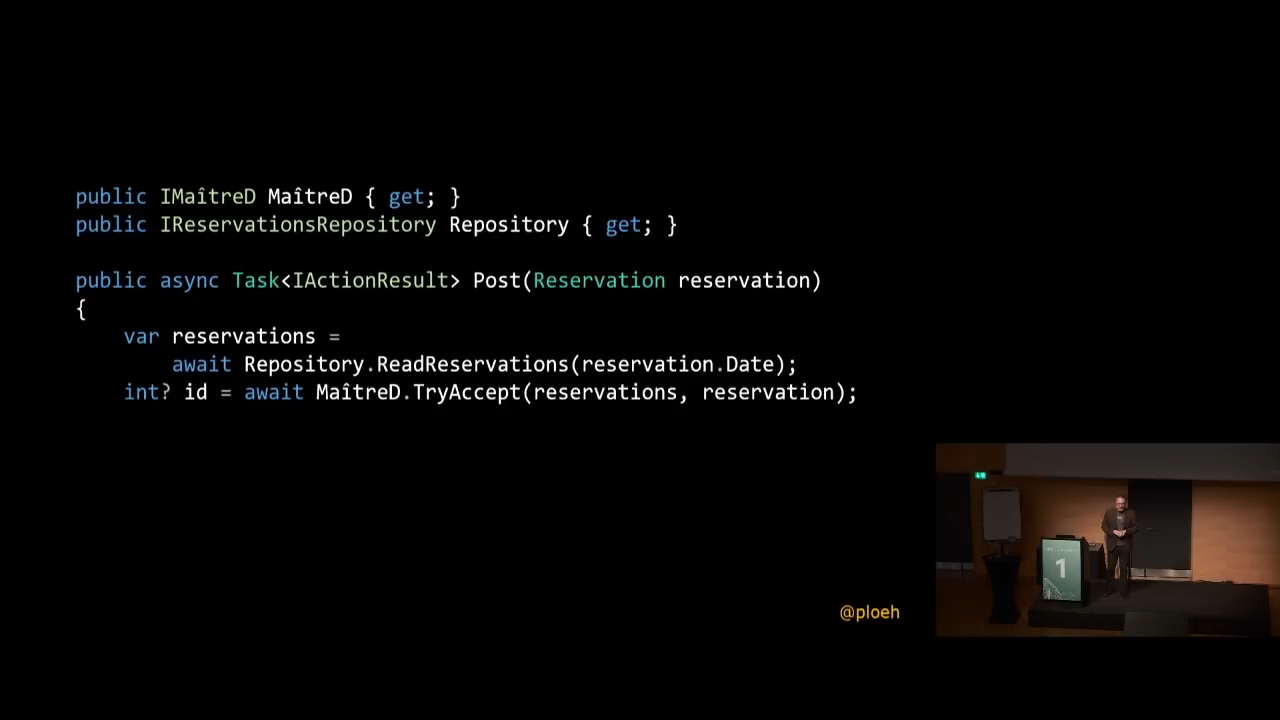 public IMaîtreD MaîtreD { get; }
public IReservationsRepository Repository { get; }
public async Task<IActionResult> Post(Reservation reservation)
{
    var reservations =
        await Repository.ReadReservations(reservation.Date);
    int? id = await MaîtreD.TryAccept(reservations, reservation);
1
@ploeh